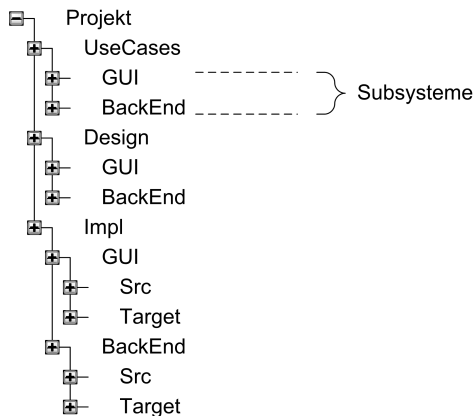 Projekt
UseCases
GUI
Subsysteme
BackEnd
Design
GUI
BackEnd
Impl
GUI
Src
Target
BackEnd
Src
Target